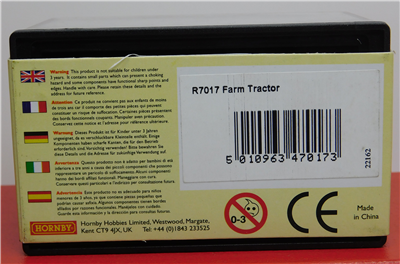 Warning This product is not suitable for children under
3 years. It contains small parts which can present a choking
hazard and some components have functional sharp points and
edges. Handle with care. Please retain these details and the
address for future reference.
Attention Ce produit ne convient pas aux enfants de moins
de trois ans car il comporte des petites pièces qui peuvent
créer un risque de suffocation. Certaines pièces présentent
des bords fonctionnels coupants. Manipuler avec précaution
Conservez cette notice et l'adresse pour référence ultérieure.
Warnung Dieses Produkt ist für Kinder unter 3 Jahren
ungeeignet, da es verschluckbare Kleinteile enthält. Einige
Komponenten haben scharfe Kanten, die für den Betrieb
erforderlich sind. Vorsicht verwenden! Bitte bewahren Sie
diese Details und die Adresse für zukünftige Verwendung auf.
Avvertenza Questo prodotto non è adatto per bambini di età
inferiore a tre anni a causa dei piccoli componenti che possono
rappresentare un pericolo di soffocamento. Alcuni componenti
hanno dei bordi affilati funzionali. Maneggiare con cura.
Conservare questi particolari e l'indirizzo per consultazione futura
Advertencia Este producto no es adecuado para niños
menores de 3 años, ya que contiene piezas pequeñas que
podrían causar asfixia. Algunos componentes tienen bordes
afilados por razones funcionales. Manejarlos con cuidado.
Guarde esta información y la dirección para consultas futuras
R7017 Farm Tractor
5 010963 470173
22162
HORNBY
Hornby Hobbies Limited, Westwood, Margate,
Kent CT9 4JX, UK Tel: +44 (0)1843 233525
0-3
CE
Made
in China